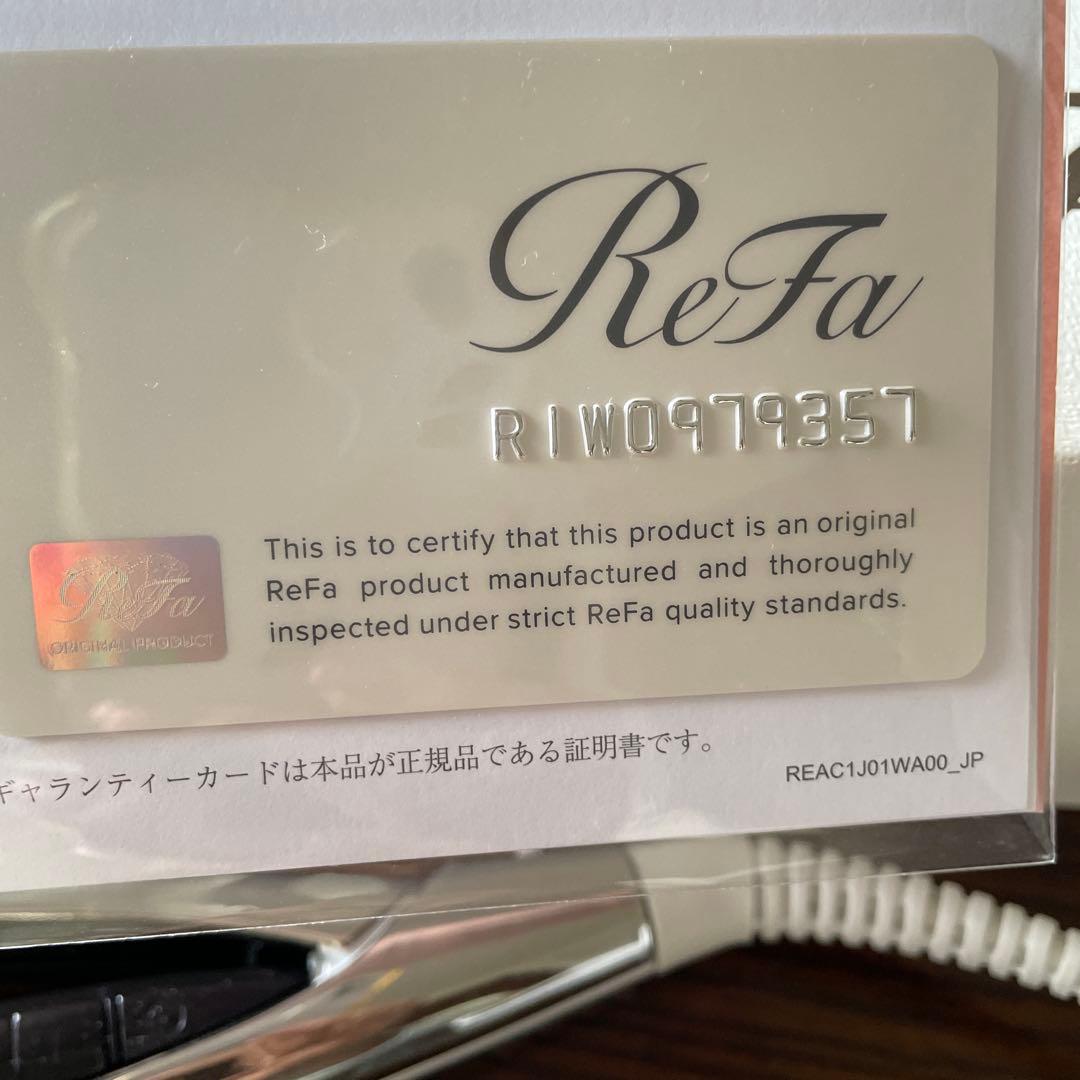 ReFa
RIW0979357
This is to certify that this product is an original
ReFa product manufactured and thoroughly
inspected under strict ReFa quality standards.
ReFa
ORIGINAL PRODUCT
ギャランティーカードは本品が正規品である証明書です。
REAC1J01WA00_JP